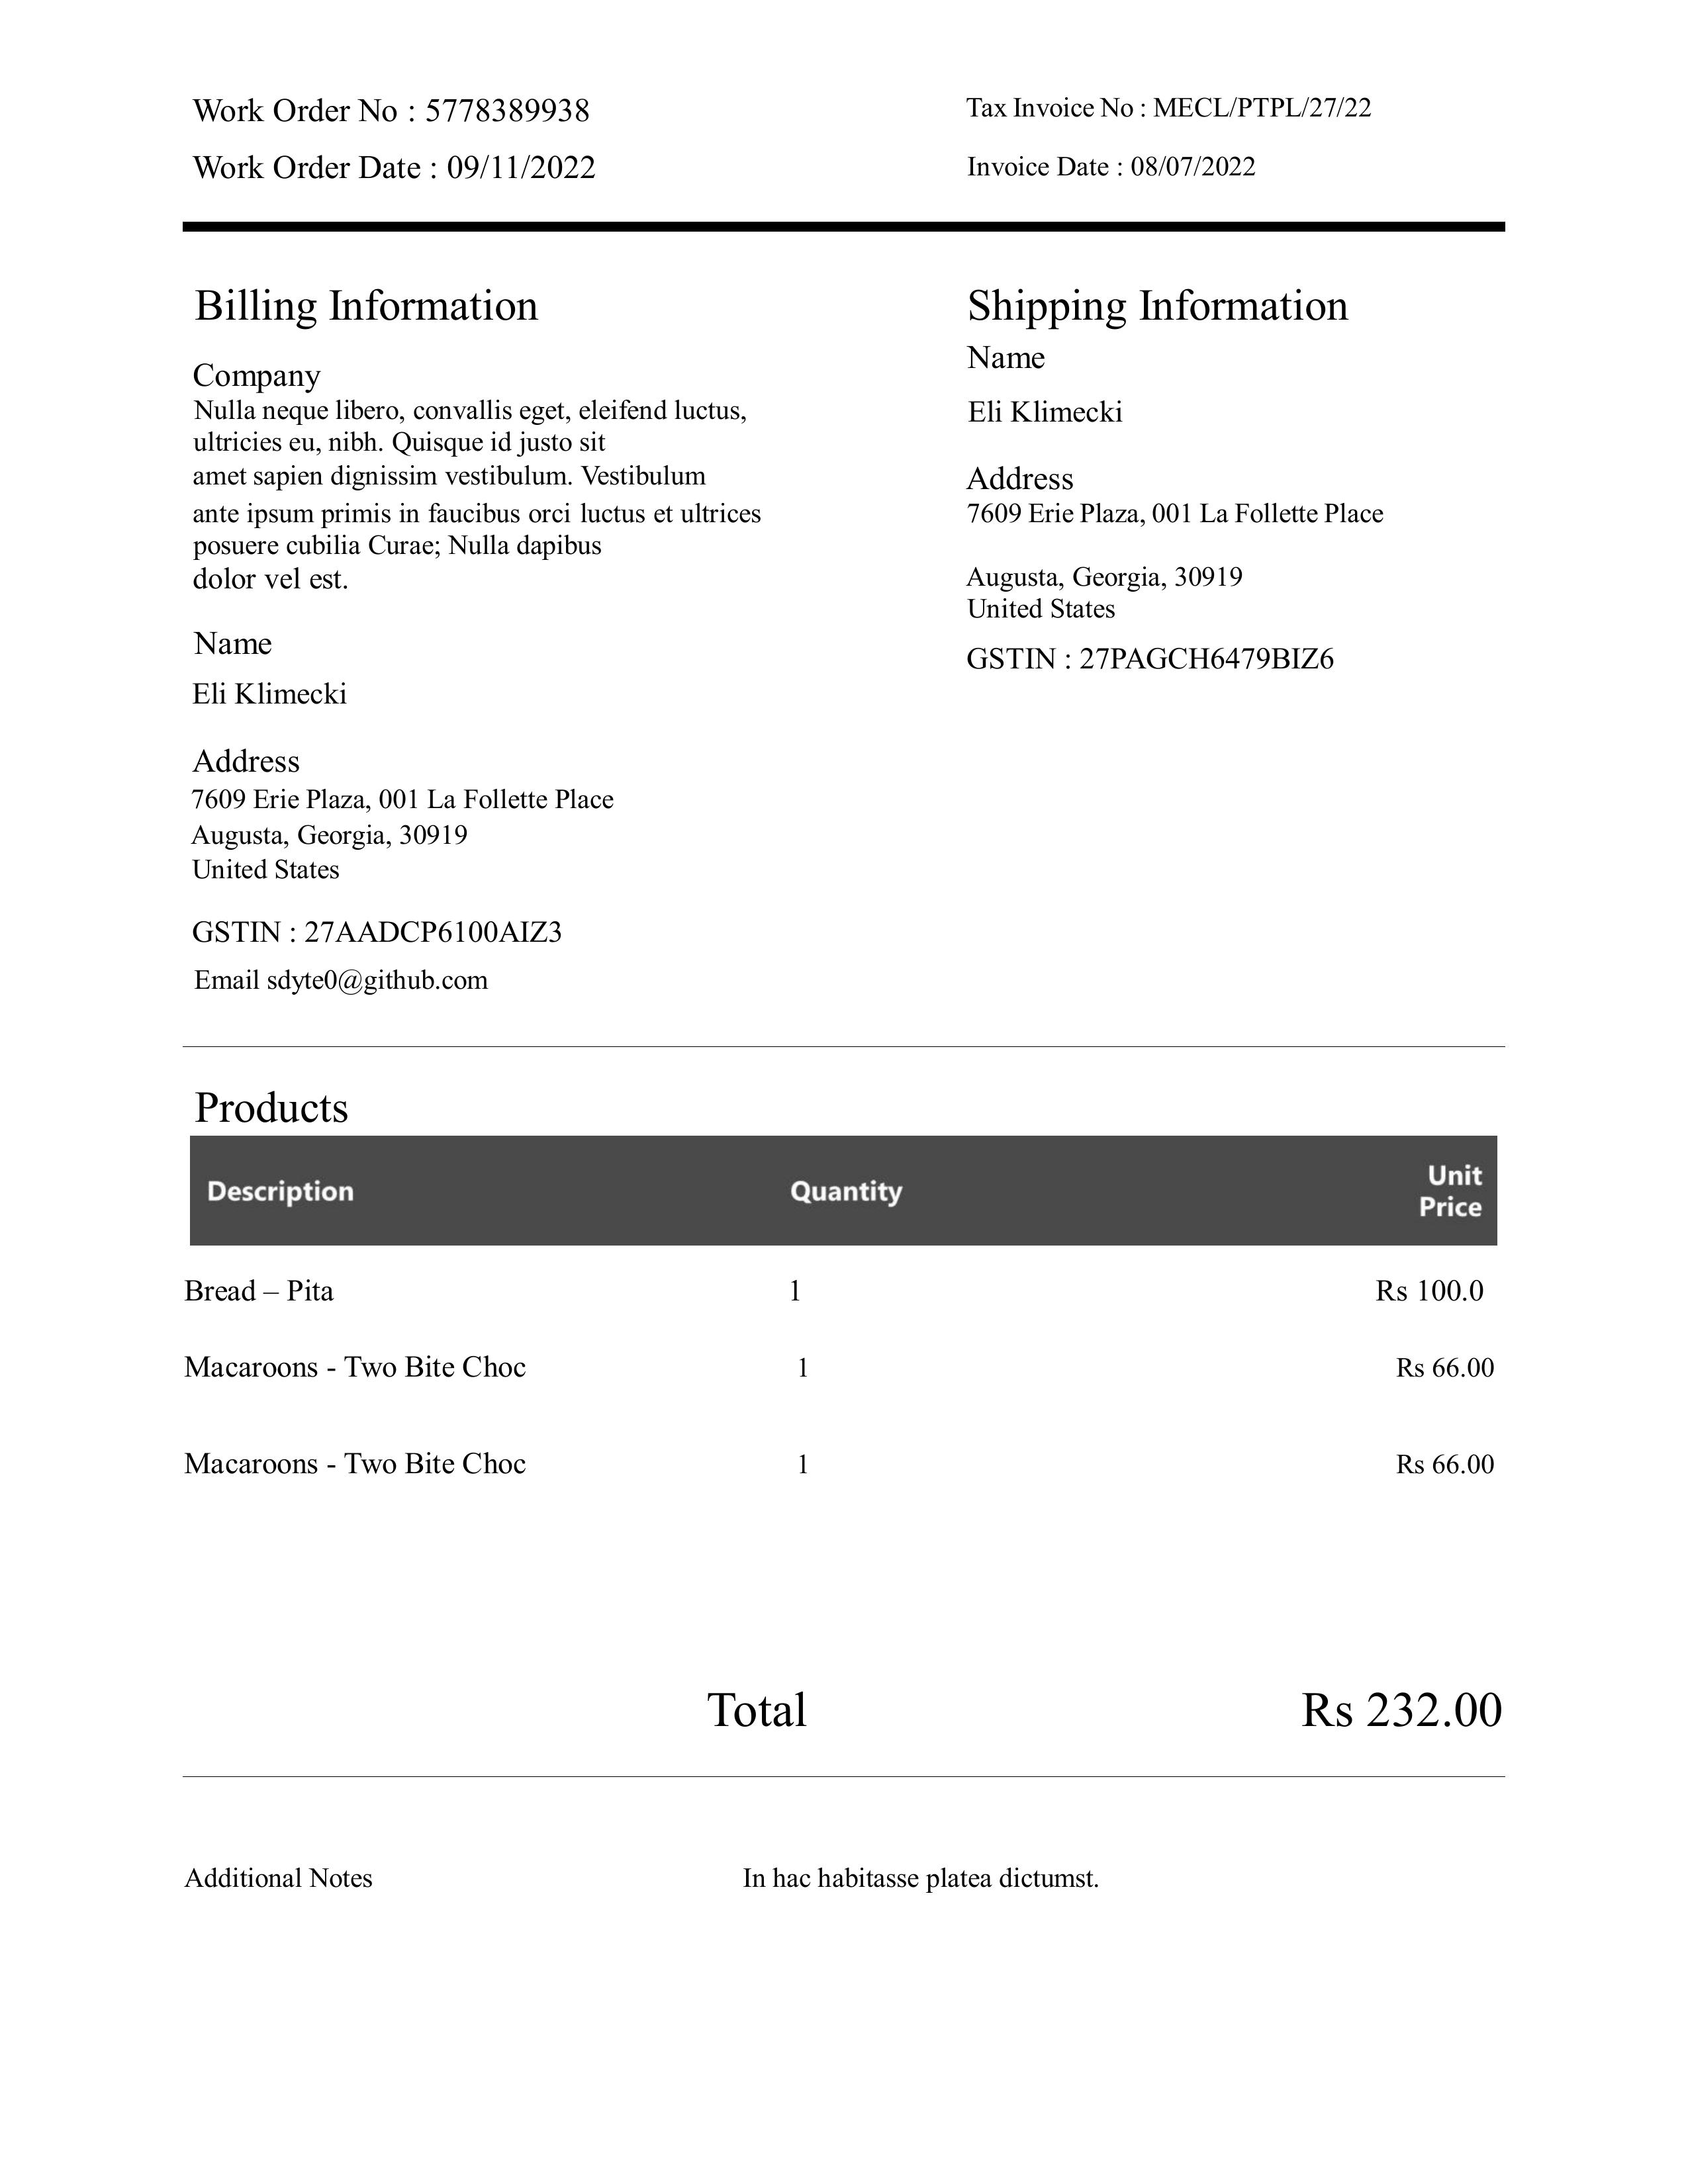 Work Order No : 5778389938
Tax Invoice No : MECL/PTPL/27/22
Work Order Date : 09/11/2022
Invoice Date : 08/07/2022
Billing Information
Company
Nulla neque libero, convallis eget, eleifend luctus,
ultricies eu, nibh. Quisque id justo sit
amet sapien dignissim vestibulum. Vestibulum
ante ipsum primis in faucibus orci luctus et ultrices
posuere cubilia Curae; Nulla dapibus
dolor vel est.
Name
Eli Klimecki
Address
7609 Erie Plaza, 001 La Follette Place
Augusta, Georgia, 30919
United States
GSTIN : 27AADCP6100AIZ3
Email sdyte0@github.com
Shipping Information
Name
Eli Klimecki
Address
7609 Erie Plaza, 001 La Follette Place
Augusta, Georgia, 30919
United States
GSTIN : 27PAGCH6479BIZ6
Products
Description Quantity Unit Price
Bread – Pita 1 Rs 100.0
Macaroons - Two Bite Choc 1 Rs 66.00
Macaroons - Two Bite Choc 1 Rs 66.00
Total Rs 232.00
Additional Notes In hac habitasse platea dictumst.